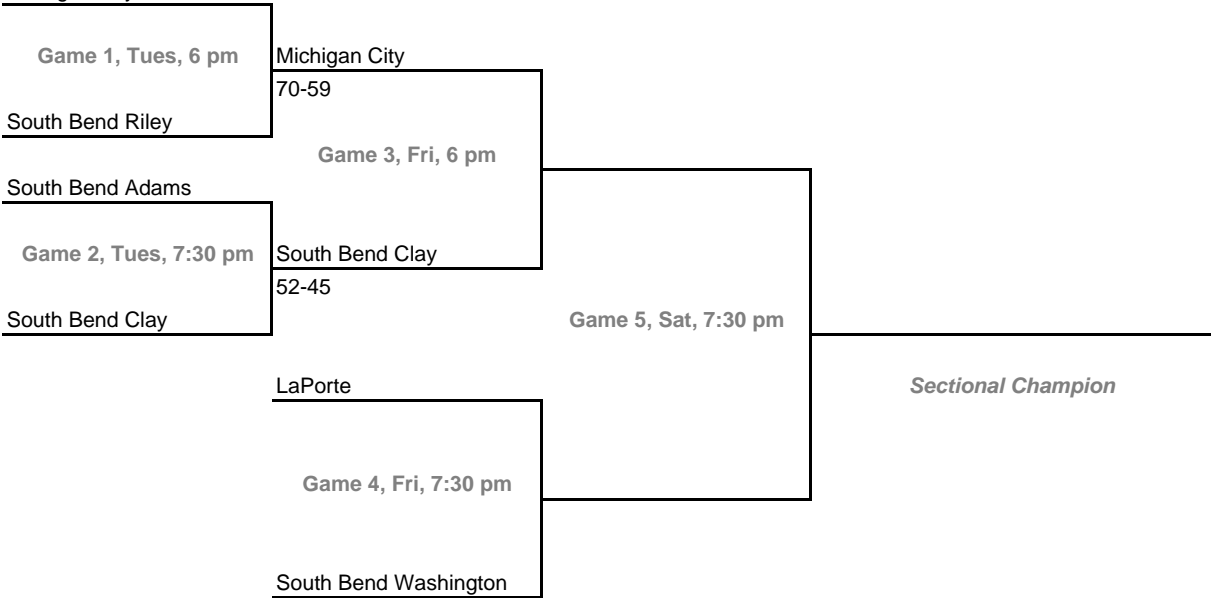 Game 1, Tues, 6 pm
Michigan City
70-59
South Bend Riley
Game 3, Fri, 6 pm
South Bend Adams
Game 2, Tues, 7:30 pm
South Bend Clay
52-45
South Bend Clay
Game 5, Sat, 7:30 pm
LaPorte
Sectional Champion
Game 4, Fri, 7:30 pm
South Bend Washington